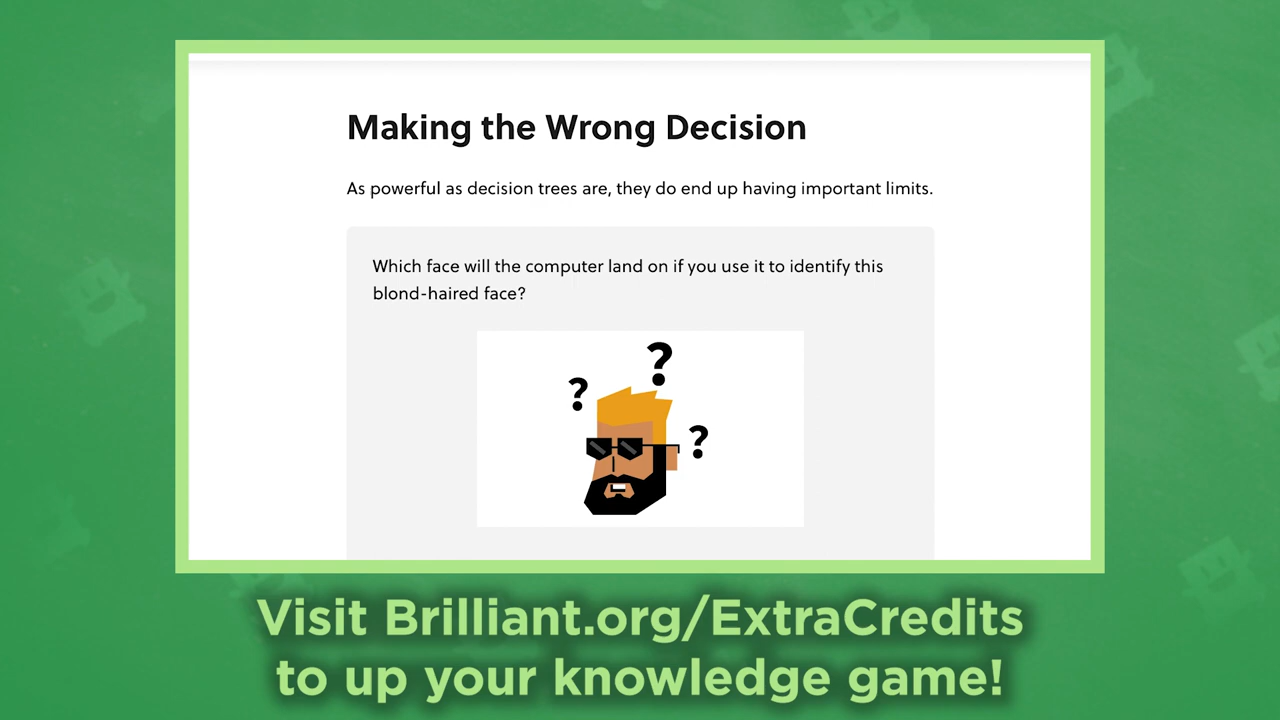 Making the Wrong Decision
As powerful as decision trees are, they do end up having important limits.
Which face will the computer land on if you use it to identify this
blond-haired face?
?
?
?
Visit Brilliant.org/ExtraCredits
to up your knowledge game!